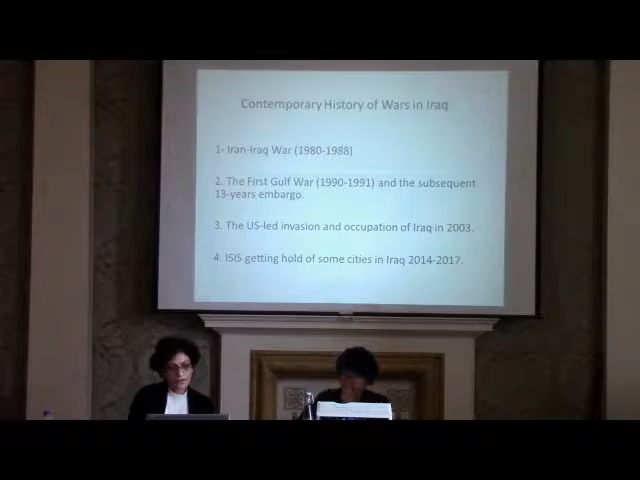 Contemporary History of Wars in Iraq
1- Iran-Iraq War (1980-1988)
2. The First Gulf War (1990-1991) and the subsequent
13-years embargo.
3. The US-led invasion and occupation of Iraq in 2003.
4. ISIS getting hold of some cities in Iraq 2014-2017.